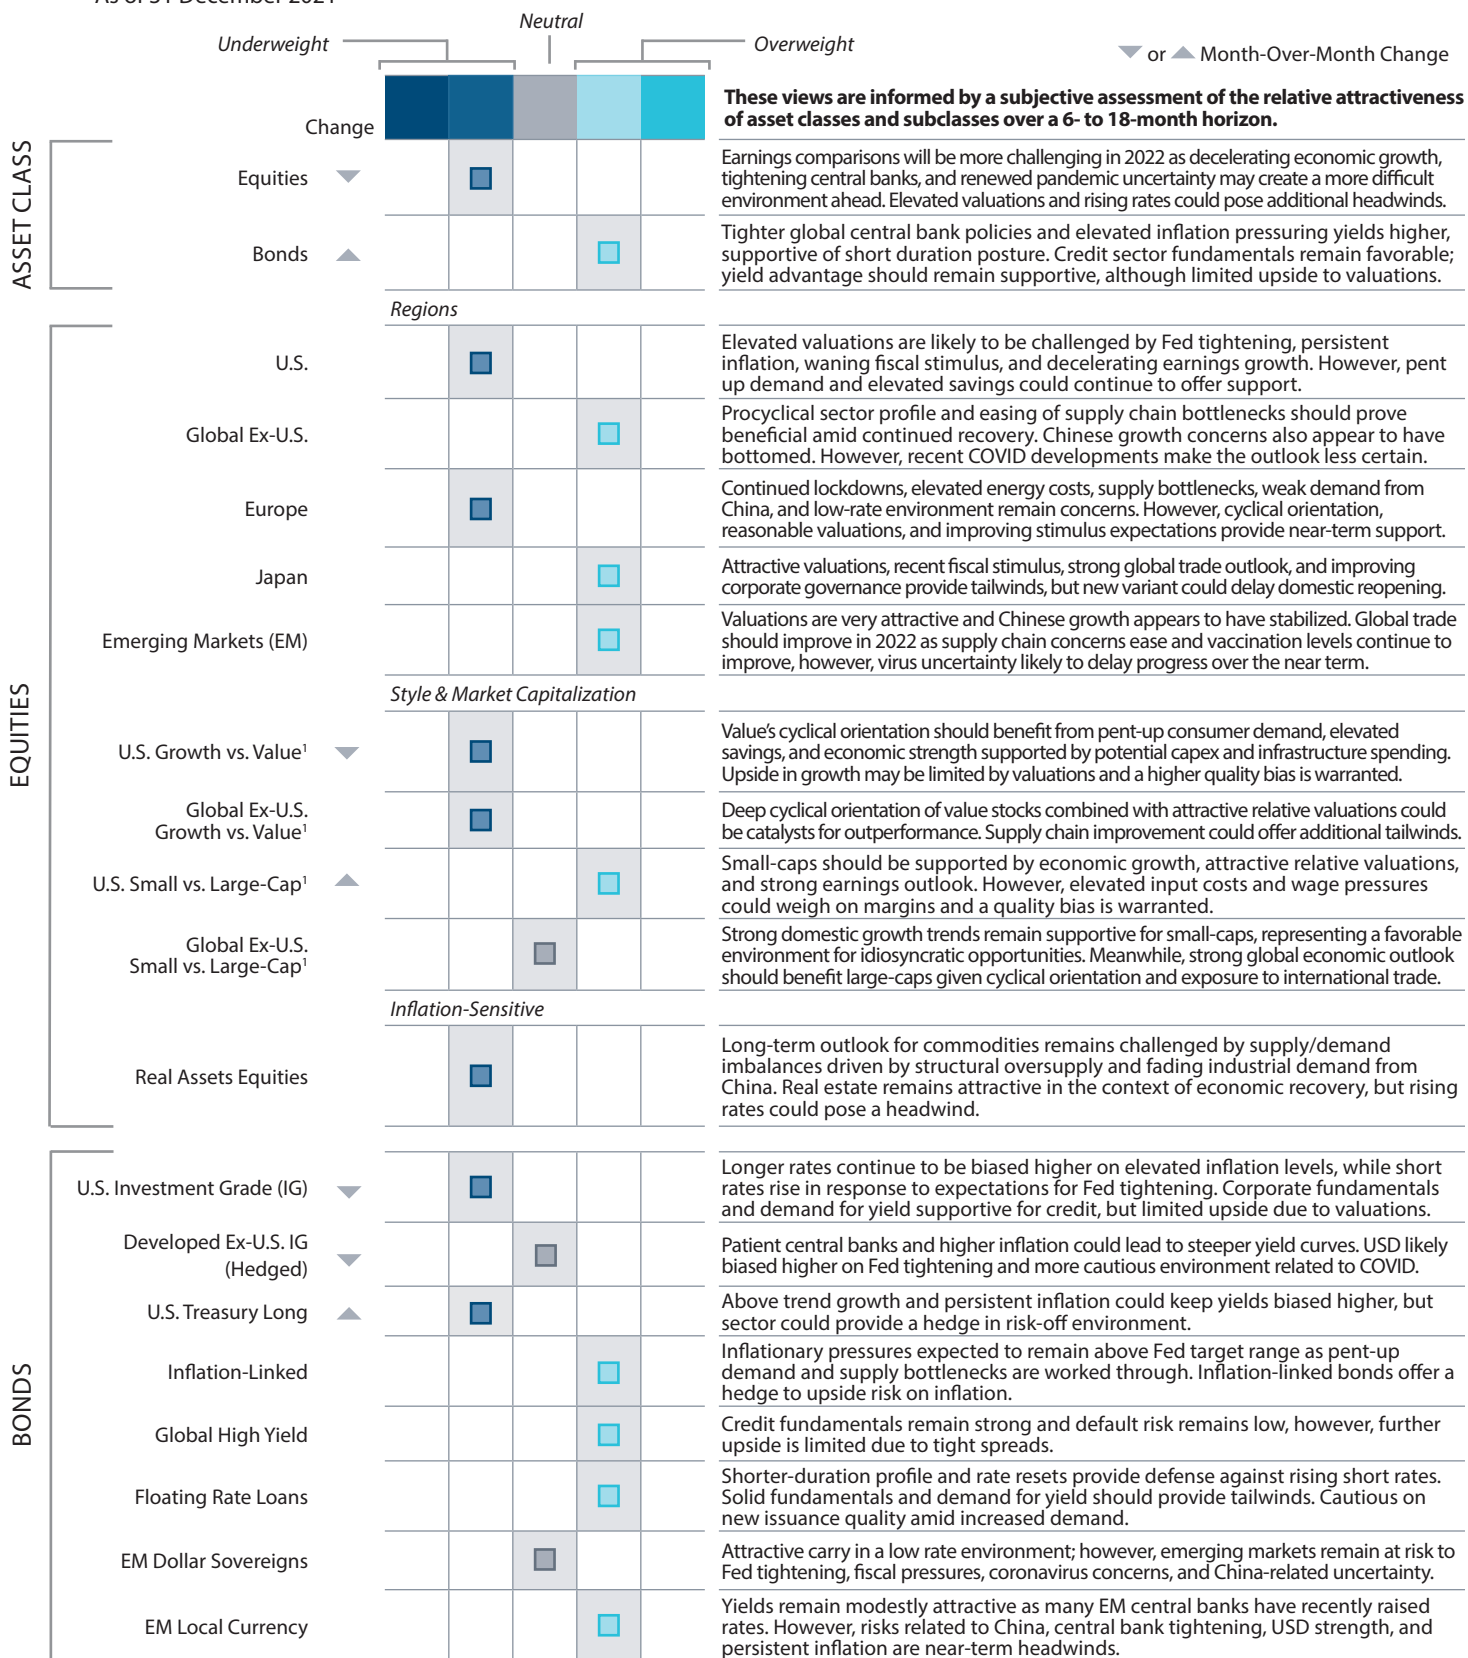 As of 31 December 2021
Neutral
Underweight
Overweight
▼ or ▲ Month-Over-Month Change
Change
These views are informed by a subjective assessment of the relative attractiveness
of asset classes and subclasses over a 6- to 18-month horizon.
ASSET CLASS
Equities ▼
Earnings comparisons will be more challenging in 2022 as decelerating economic growth,
tightening central banks, and renewed pandemic uncertainty may create a more difficult
environment ahead. Elevated valuations and rising rates could pose additional headwinds.
Bonds ▲
Tighter global central bank policies and elevated inflation pressuring yields higher,
supportive of short duration posture. Credit sector fundamentals remain favorable;
yield advantage should remain supportive, although limited upside to valuations.
EQUITIES
Regions
U.S.
Elevated valuations are likely to be challenged by Fed tightening, persistent
inflation, waning fiscal stimulus, and decelerating earnings growth. However, pent
up demand and elevated savings could continue to offer support.
Global Ex-U.S.
Procyclical sector profile and easing of supply chain bottlenecks should prove
beneficial amid continued recovery. Chinese growth concerns also appear to have
bottomed. However, recent COVID developments make the outlook less certain.
Europe
Continued lockdowns, elevated energy costs, supply bottlenecks, weak demand from
China, and low-rate environment remain concerns. However, cyclical orientation,
reasonable valuations, and improving stimulus expectations provide near-term support.
Japan
Attractive valuations, recent fiscal stimulus, strong global trade outlook, and improving
corporate governance provide tailwinds, but new variant could delay domestic reopening.
Emerging Markets (EM)
Valuations are very attractive and Chinese growth appears to have stabilized. Global trade
should improve in 2022 as supply chain concerns ease and vaccination levels continue to
improve, however, virus uncertainty likely to delay progress over the near term.
Style & Market Capitalization
U.S. Growth vs. Value¹ ▼
Value's cyclical orientation should benefit from pent-up consumer demand, elevated
savings, and economic strength supported by potential capex and infrastructure spending.
Upside in growth may be limited by valuations and a higher quality bias is warranted.
Global Ex-U.S.
Growth vs. Value¹
Deep cyclical orientation of value stocks combined with attractive relative valuations could
be catalysts for outperformance. Supply chain improvement could offer additional tailwinds.
U.S. Small vs. Large-Cap¹ ▲
Small-caps should be supported by economic growth, attractive relative valuations,
and strong earnings outlook. However, elevated input costs and wage pressures
could weigh on margins and a quality bias is warranted.
Global Ex-U.S.
Small vs. Large-Cap¹
Strong domestic growth trends remain supportive for small-caps, representing a favorable
environment for idiosyncratic opportunities. Meanwhile, strong global economic outlook
should benefit large-caps given cyclical orientation and exposure to international trade.
Inflation-Sensitive
Real Assets Equities
Long-term outlook for commodities remains challenged by supply/demand
imbalances driven by structural oversupply and fading industrial demand from
China. Real estate remains attractive in the context of economic recovery, but rising
rates could pose a headwind.
BONDS
U.S. Investment Grade (IG) ▼
Longer rates continue to be biased higher on elevated inflation levels, while short
rates rise in response to expectations for Fed tightening. Corporate fundamentals
and demand for yield supportive for credit, but limited upside due to valuations.
Developed Ex-U.S. IG
(Hedged) ▼
Patient central banks and higher inflation could lead to steeper yield curves. USD likely
biased higher on Fed tightening and more cautious environment related to COVID.
U.S. Treasury Long ▲
Above trend growth and persistent inflation could keep yields biased higher, but
sector could provide a hedge in risk-off environment.
Inflation-Linked
Inflationary pressures expected to remain above Fed target range as pent-up
demand and supply bottlenecks are worked through. Inflation-linked bonds offer a
hedge to upside risk on inflation.
Global High Yield
Credit fundamentals remain strong and default risk remains low, however, further
upside is limited due to tight spreads.
Floating Rate Loans
Shorter-duration profile and rate resets provide defense against rising short rates.
Solid fundamentals and demand for yield should provide tailwinds. Cautious on
new issuance quality amid increased demand.
EM Dollar Sovereigns
Attractive carry in a low rate environment; however, emerging markets remain at risk to
Fed tightening, fiscal pressures, coronavirus concerns, and China-related uncertainty.
EM Local Currency
Yields remain modestly attractive as many EM central banks have recently raised
rates. However, risks related to China, central bank tightening, USD strength, and
persistent inflation are near-term headwinds.